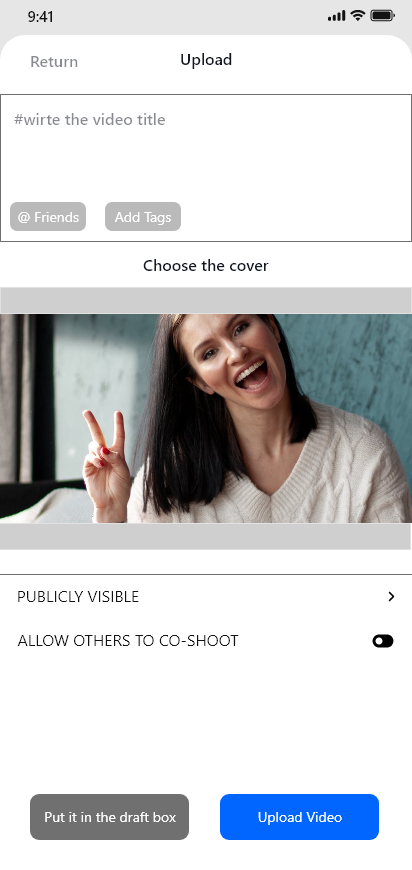 9:41
Return
Upload
#wirte the video title
@ Friends
Add Tags
Choose the cover
PUBLICLY VISIBLE
ALLOW OTHERS TO CO-SHOOT
Put it in the draft box
Upload Video